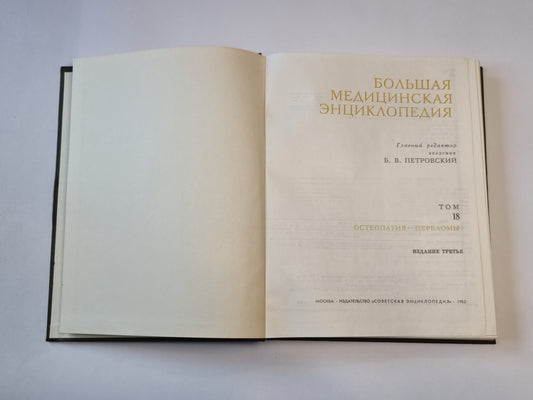 БОЛЬШАЯ
МЕДИЦИНСКАЯ
ЭНЦИКЛОПЕДИЯ
Главный редактор
академик
Б. В. ПЕТРОВСКИЙ
ТОМ
18
ОСТЕОПАТИЯ — ПЕРЕЛОМЫ
ИЗДАНИЕ ТРЕТЬЕ
МОСКВА · ИЗДАТЕЛЬСТВО «СОВЕТСКАЯ ЭНЦИКЛОПЕДИЯ» · 1982